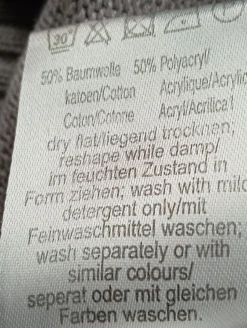 30°
50% Baumwolle 50% Polyacryl/
katoen/Cotton Acrylique/Acrylic
Coton/Cotone Acryl/Acrilica
dry flat/liegend trocknen;
reshape while damp/
im feuchten Zustand in
Form ziehen; wash with mild
detergent only/mit
Feinwaschmittel waschen;
wash separately or with
similar colours/
seperat oder mit gleichen
Farben waschen.